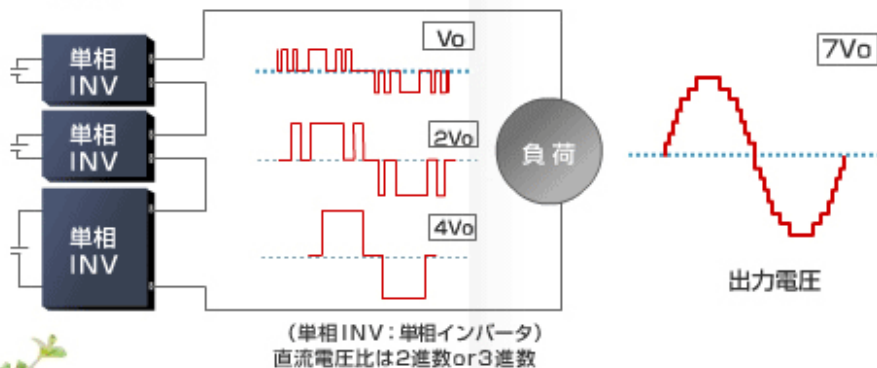 単相
INV
単相
INV
単相
INV
Vo
2Vo
4Vo
負荷
7Vo
出力電圧
（単相INV：単相インバータ）
直流電圧比は2進数or3進数